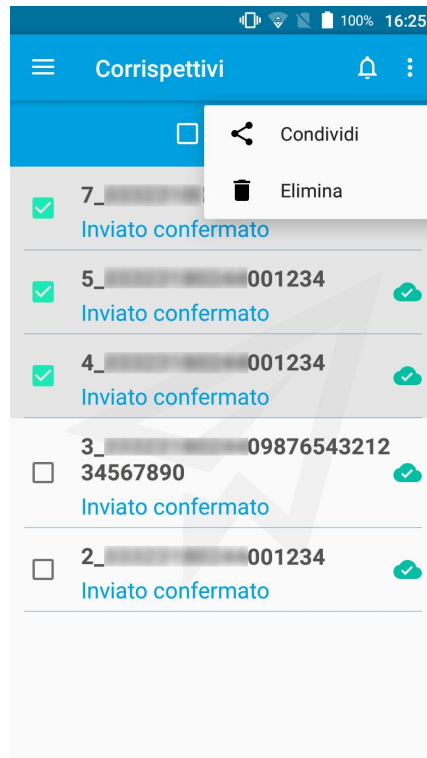 100% 16:25
Corrispettivi
Condividi
Elimina
7_
Inviato confermato
5_ 001234
Inviato confermato
4_ 001234
Inviato confermato
3_ 09876543212
34567890
Inviato confermato
2_ 001234
Inviato confermato